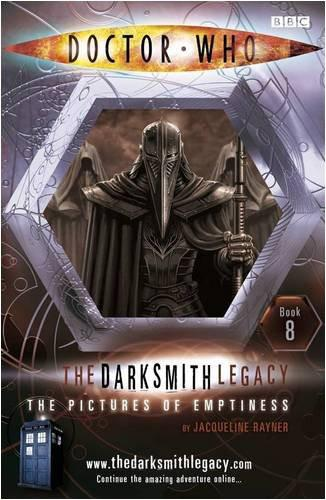 BBC
DOCTOR · WHO
Book
8
THE DARKSMITH LEGACY
THE PICTURES OF EMPTINESS
BY JACQUELINE RAYNER
www.thedarksmithlegacy.com
Continue the amazing adventure online...